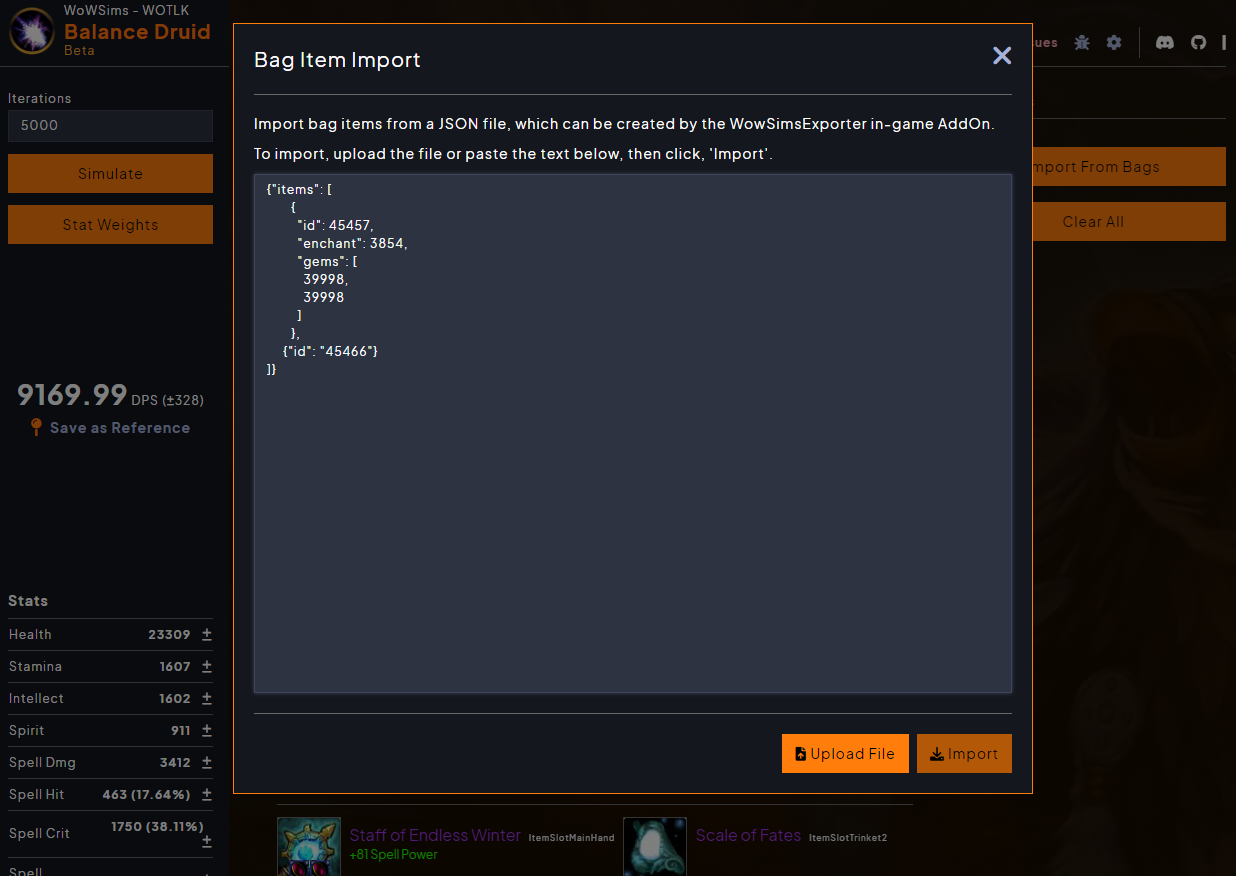 WoWSims - WOTLK
Balance Druid
Beta
Iterations
5000
Simulate
Stat Weights
9169.99 DPS (±328)
Save as Reference
Stats
Health 23309
Stamina 1607
Intellect 1602
Spirit 911
Spell Dmg 3412
Spell Hit 463 (17.64%)
Spell Crit 1750 (38.11%)
Spell
Bag Item Import
Import bag items from a JSON file, which can be created by the WowSimsExporter in-game AddOn.
To import, upload the file or paste the text below, then click, 'Import'.
{"items": [
{
"id": 45457,
"enchant": 3854,
"gems": [
39998,
39998
]
},
{"id": "45466"}
]}
Upload File
Import
ues
mport From Bags
Clear All
Staff of Endless Winter ItemSlotMainHand
+81 Spell Power
Scale of Fates ItemSlotTrinket2